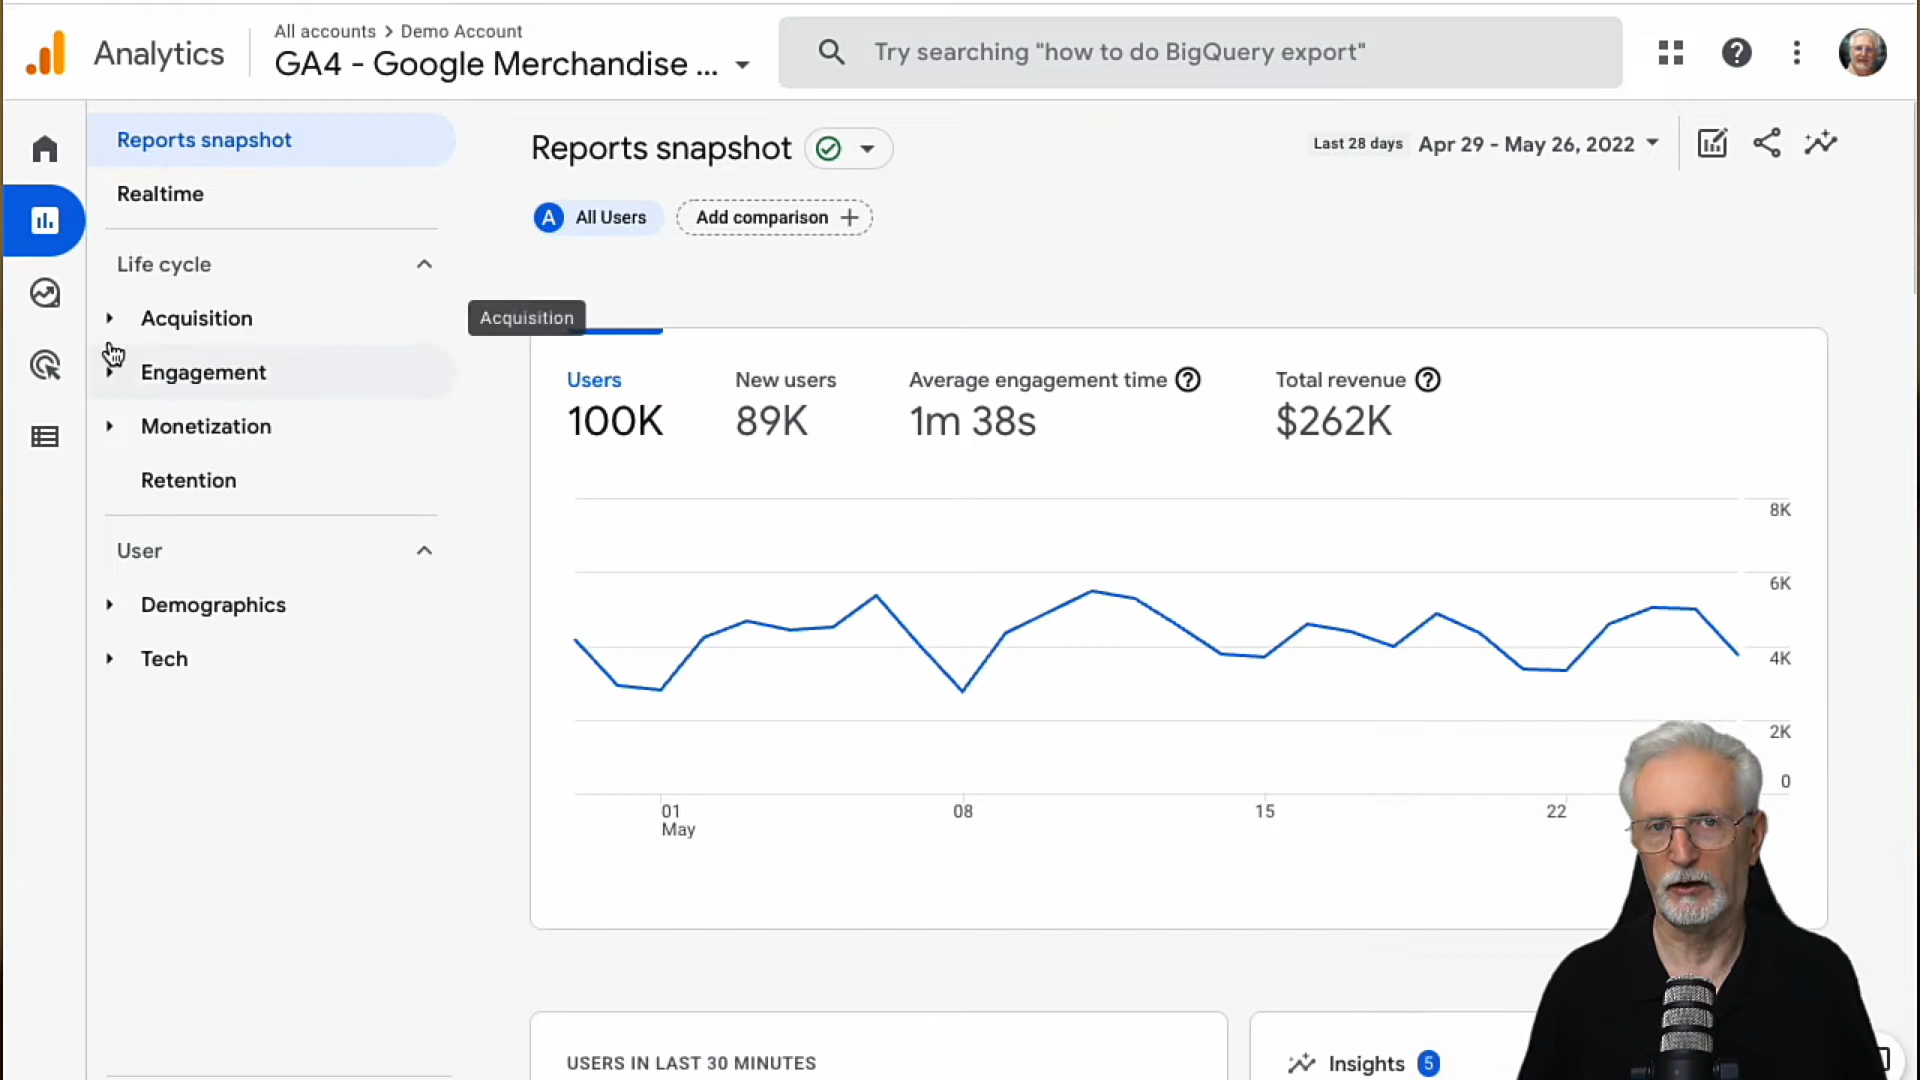 Analytics
All accounts > Demo Account
GA4 - Google Merchandise ...
Try searching "how to do BigQuery export"
Reports snapshot
Realtime
Life cycle
Acquisition
Engagement
Monetization
Retention
User
Demographics
Tech
Acquisition
Reports snapshot
Last 28 days Apr 29 - May 26, 2022
A All Users
Add comparison +
Users
100K
New users
89K
Average engagement time
1m 38s
Total revenue
$262K
8K
6K
4K
2K
0
01
May
08
15
22
USERS IN LAST 30 MINUTES
Insights 5